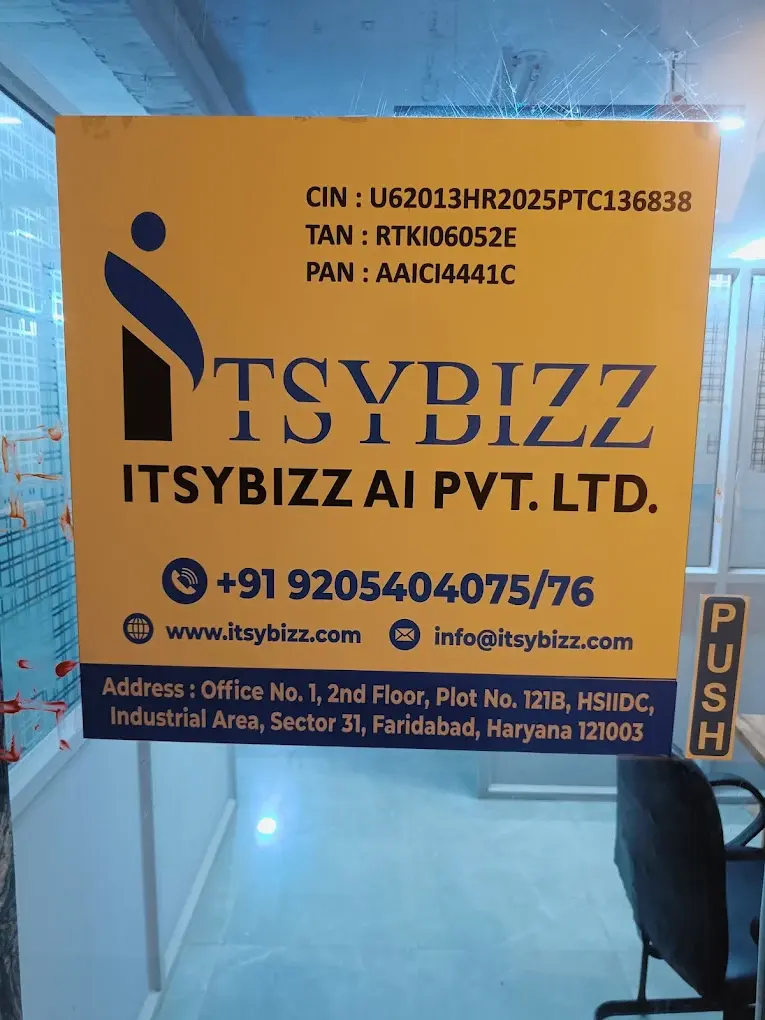 CIN : U62013HR2025PTC136838
TAN : RTKI06052E
PAN : AAICI4441C
iTSYBIZZ
ITSYBIZZ AI PVT. LTD.
+91 9205404075/76
www.itsybizz.com info@itsybizz.com
Address : Office No. 1, 2nd Floor, Plot No. 121B, HSIIDC,
Industrial Area, Sector 31, Faridabad, Haryana 121003
PUSH